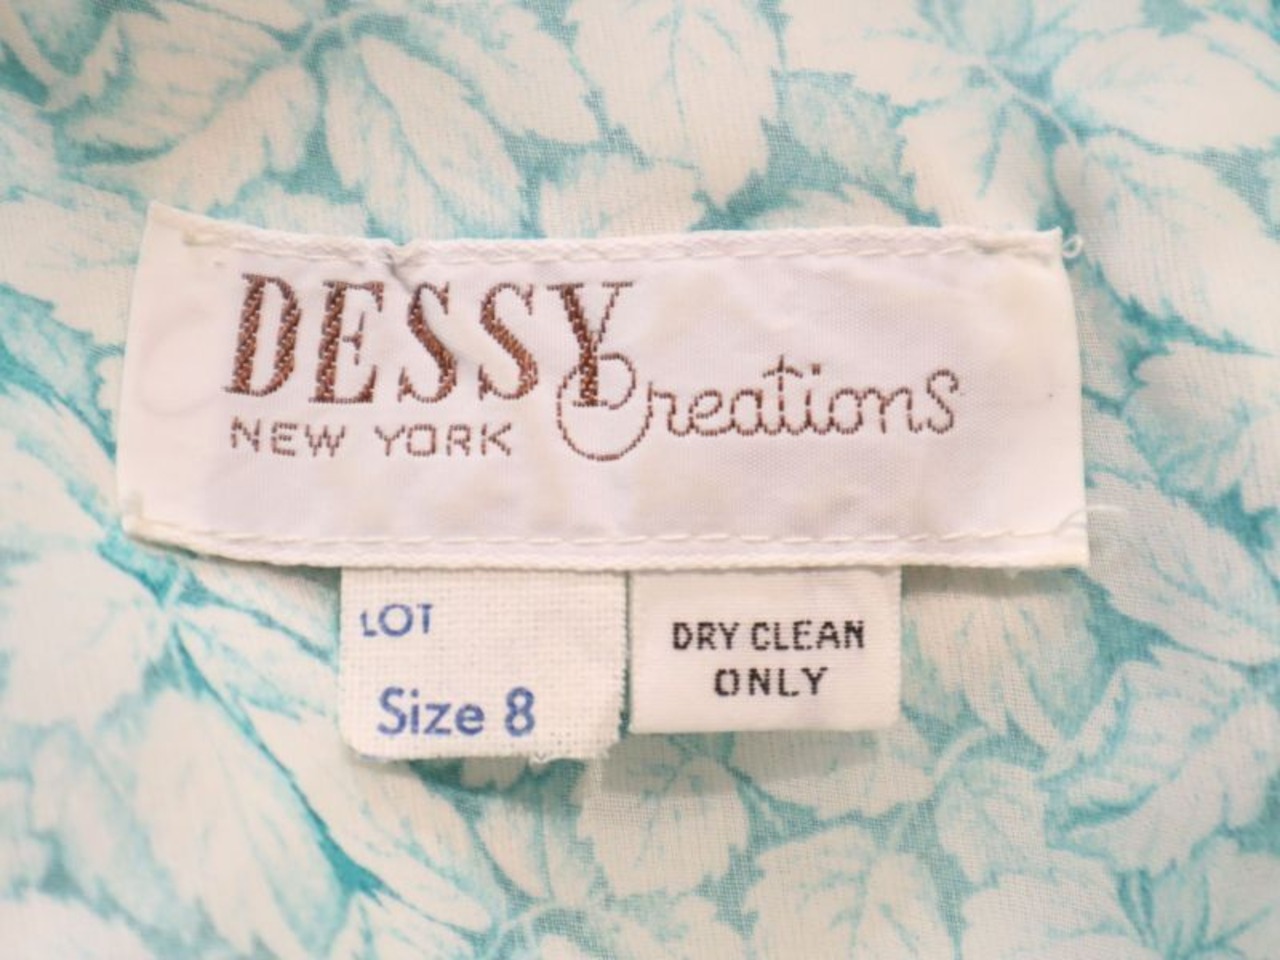 DESSY Creations
NEW YORK
LOT
Size 8
DRY CLEAN
ONLY